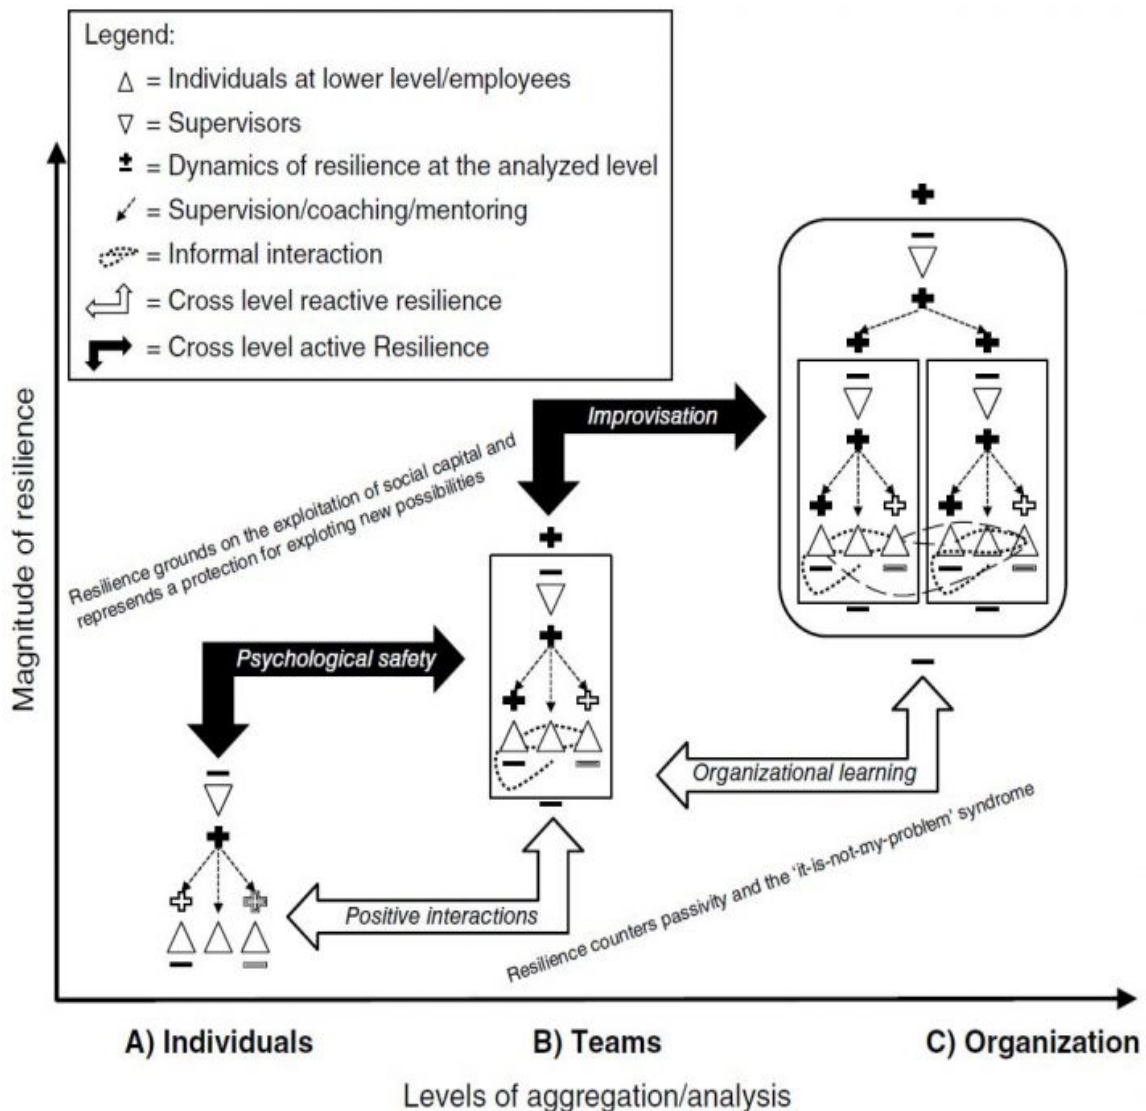 Legend:
= Individuals at lower level/employees
= Supervisors
= Dynamics of resilience at the analyzed level
= Supervision/coaching/mentoring
= Informal interaction
= Cross level reactive resilience
= Cross level active Resilience
Magnitude of resilience
Improvisation
Resilience grounds on the exploitation of social capital and
represends a protection for exploting new possibilities
Psychological safety
Organizational learning
Positive interactions
Resilience counters passivity and the 'it-is-not-my-problem' syndrome
A) Individuals
B) Teams
C) Organization
Levels of aggregation/analysis